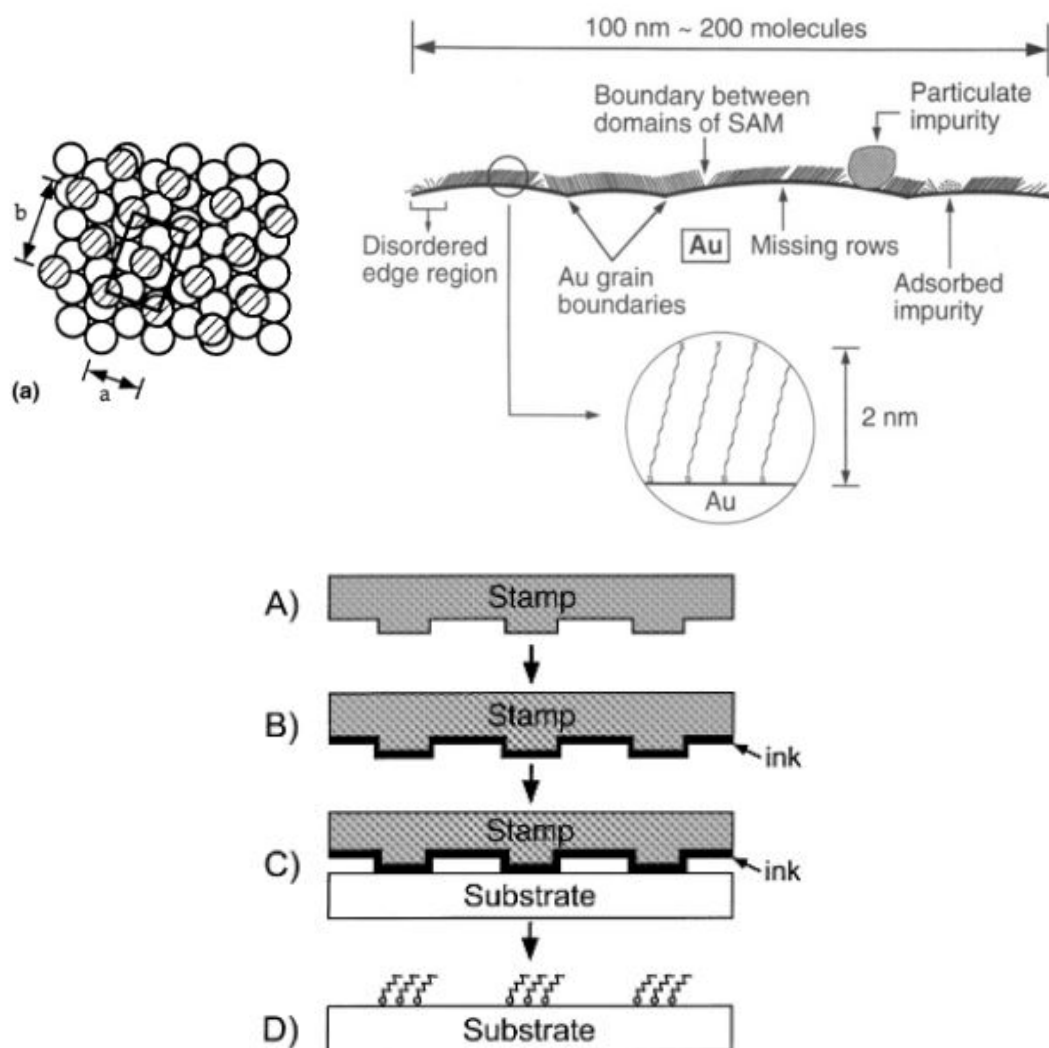 b
a
(a)
100 nm ~ 200 molecules
Boundary between
domains of SAM
Particulate
impurity
Disordered
edge region
Au grain
boundaries
Au
Missing rows
Adsorbed
impurity
2 nm
Au
A)
Stamp
B)
Stamp
ink
C)
Stamp
ink
Substrate
D)
Substrate